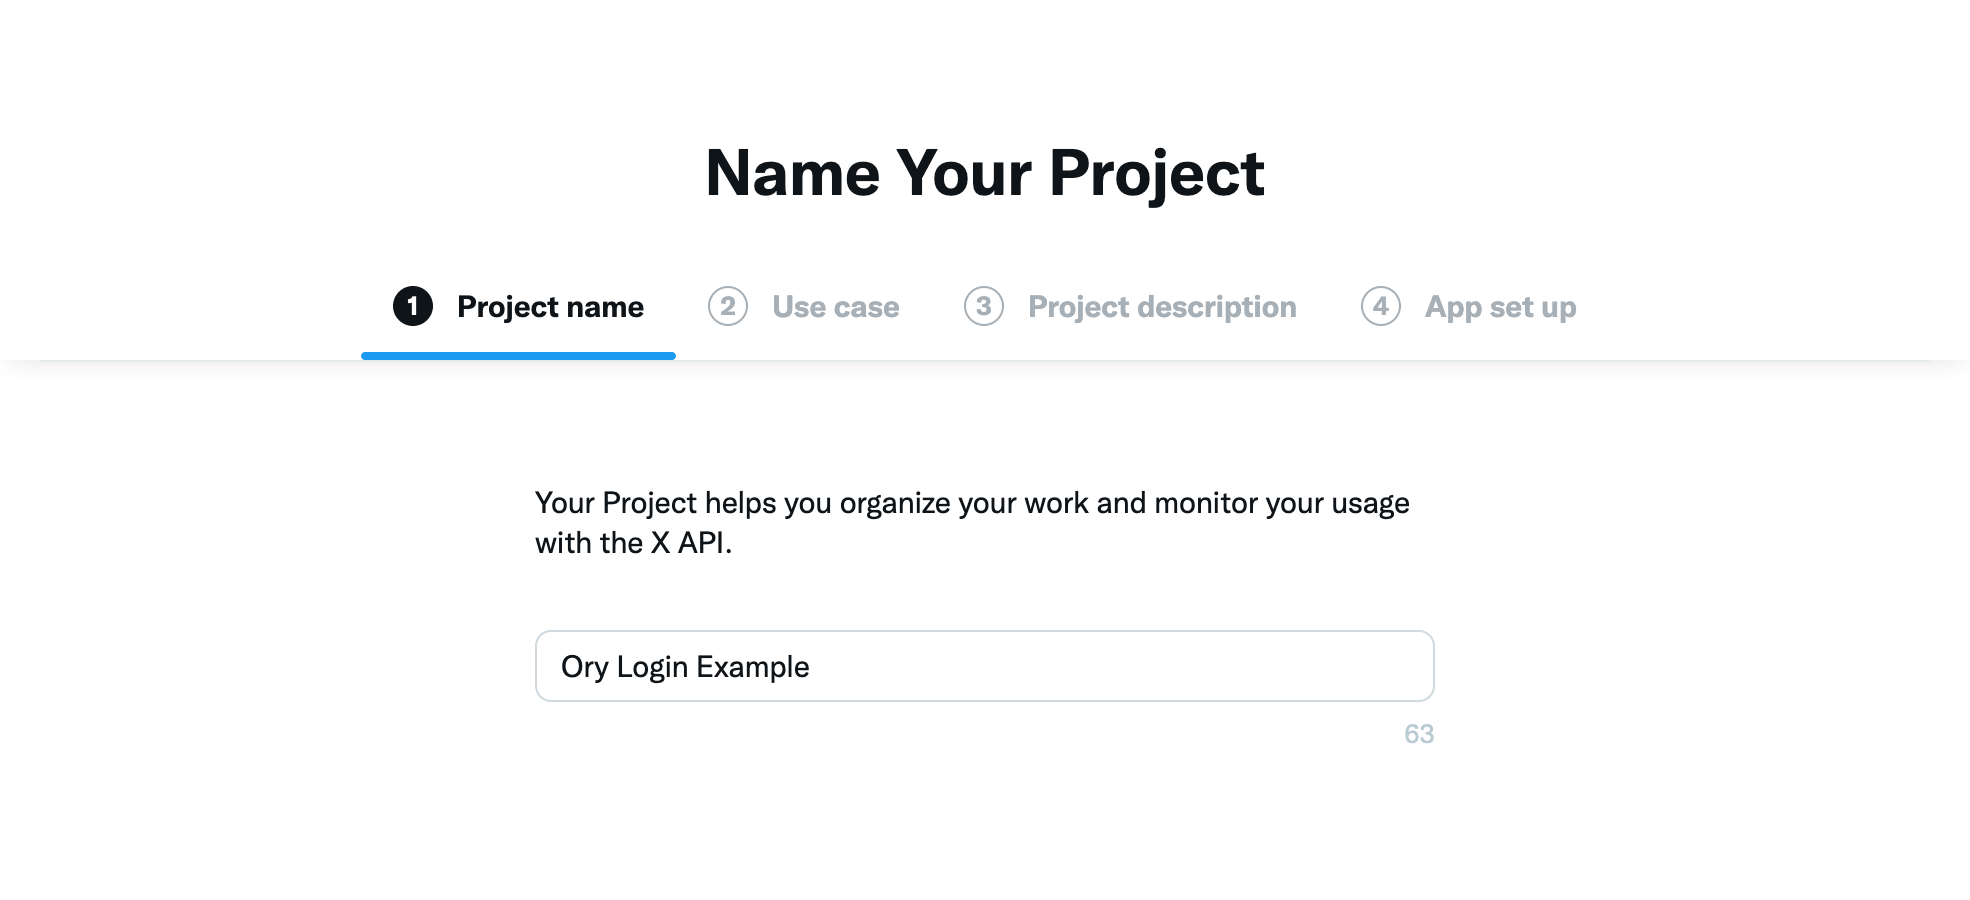 Name Your Project
1 Project name 2 Use case 3 Project description 4 App set up
Your Project helps you organize your work and monitor your usage
with the X API.
Ory Login Example
63